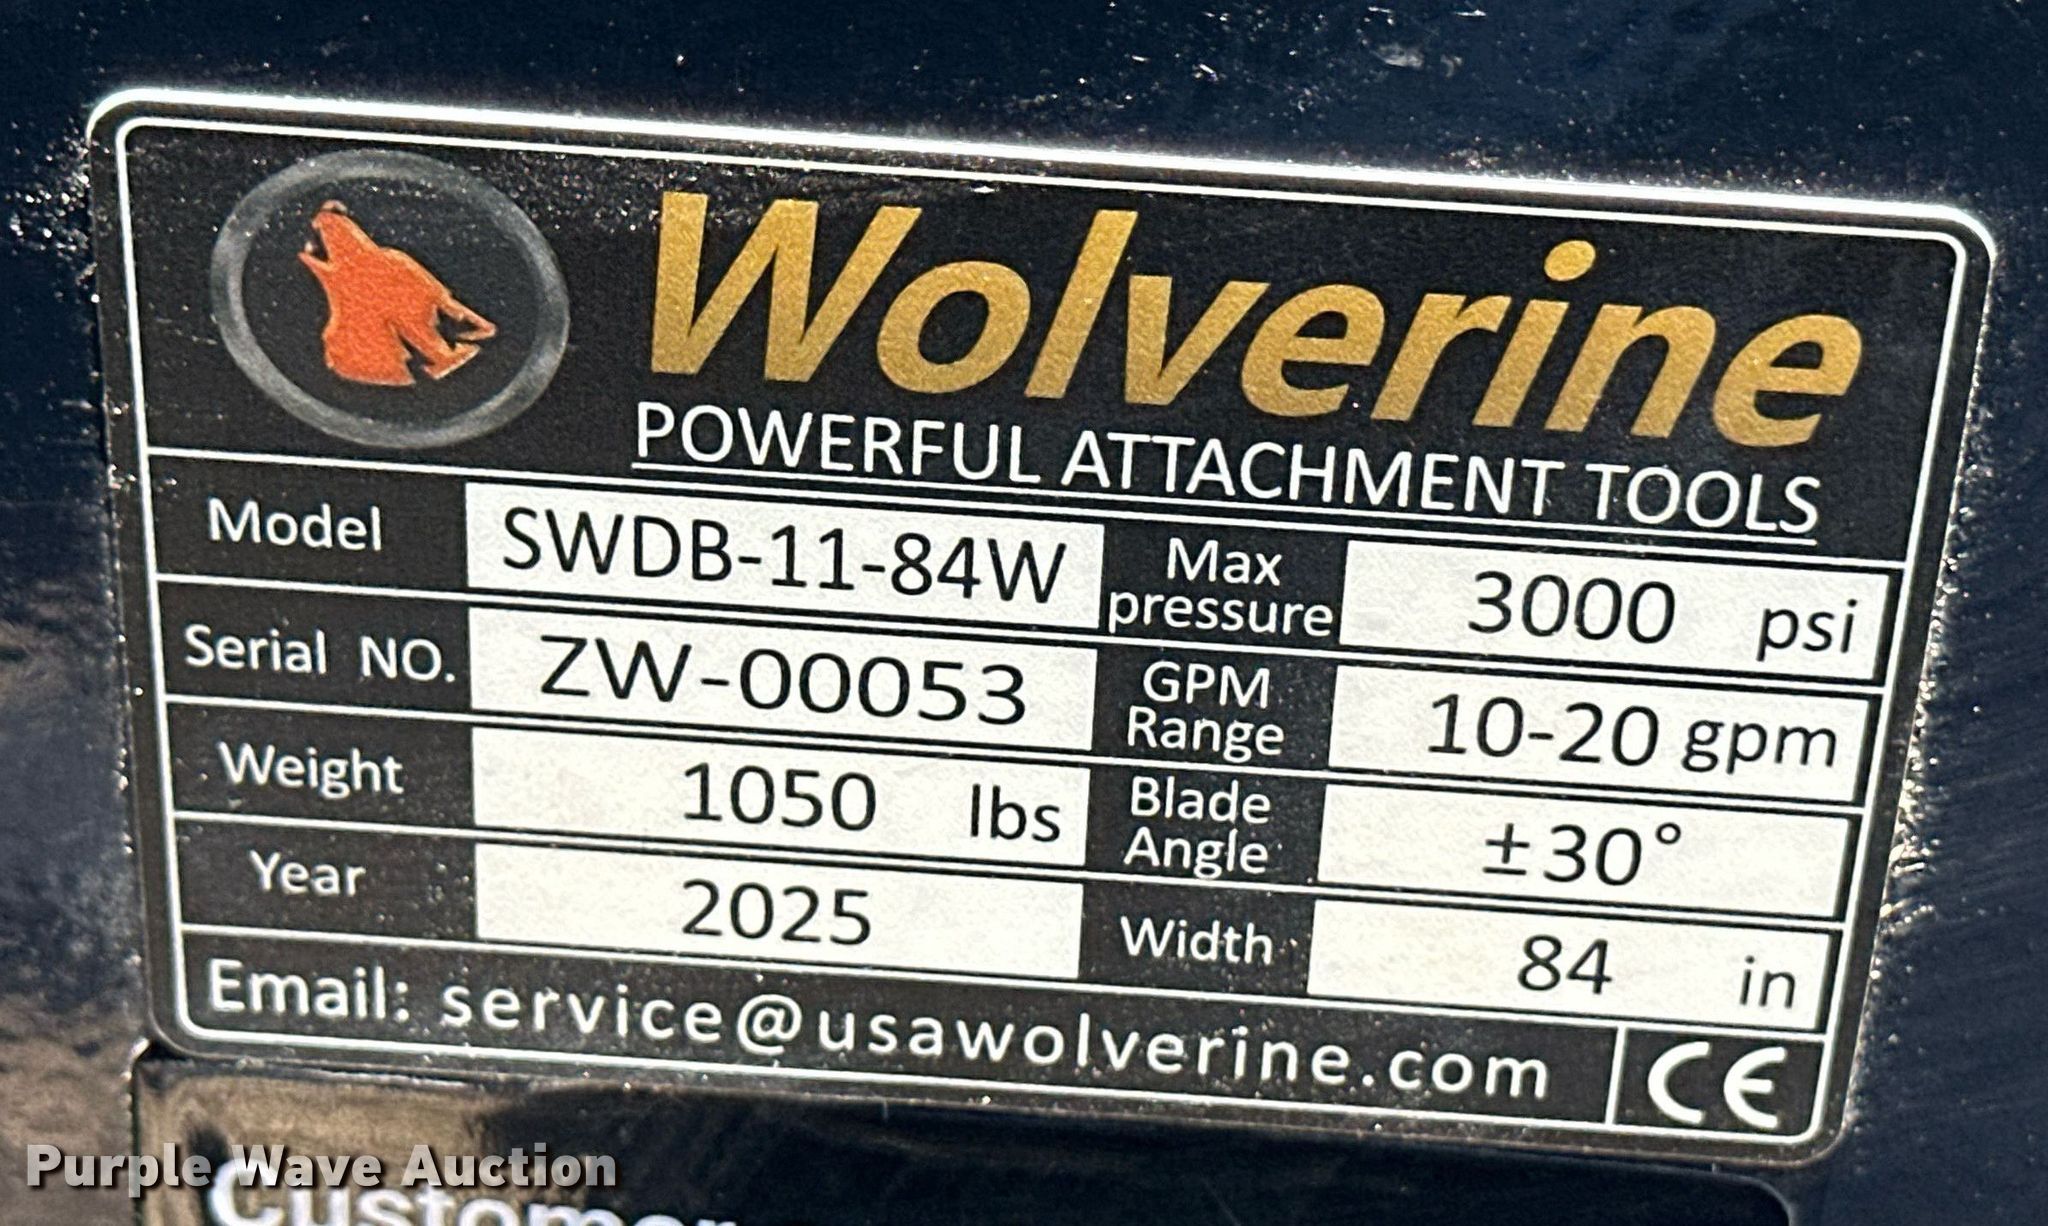 Wolverine
POWERFUL ATTACHMENT TOOLS
Model SWDB-11-84W Max pressure 3000 psi
Serial NO. ZW-00053 GPM Range 10-20 gpm
Weight 1050 lbs Blade Angle ±30°
Year 2025 Width 84 in
Email: service@usawolverine.com CE
Purple Wave Auction
Customer